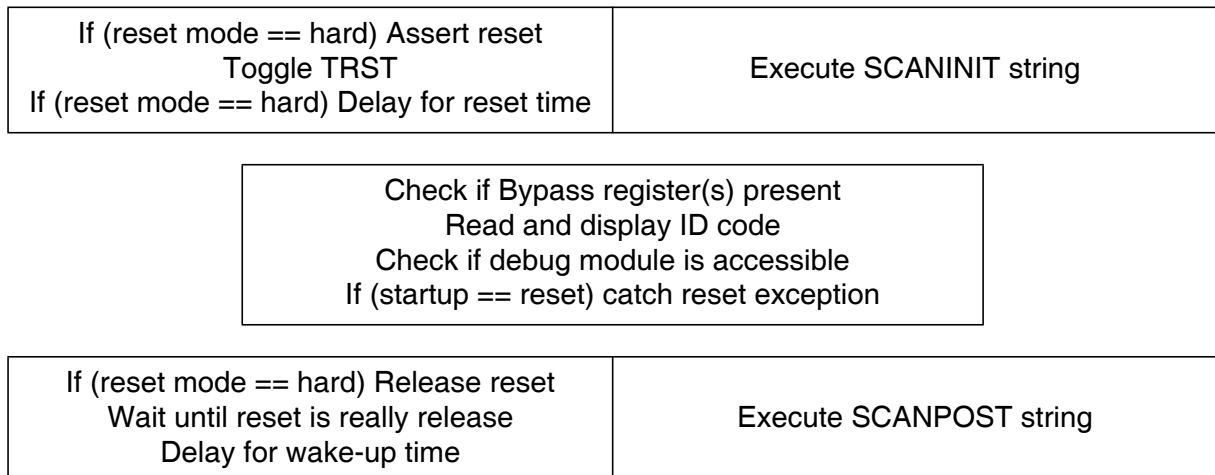 If (reset mode == hard) Assert reset
Toggle TRST
If (reset mode == hard) Delay for reset time
Execute SCANINIT string
Check if Bypass register(s) present
Read and display ID code
Check if debug module is accessible
If (startup == reset) catch reset exception
If (reset mode == hard) Release reset
Wait until reset is really release
Delay for wake-up time
Execute SCANPOST string